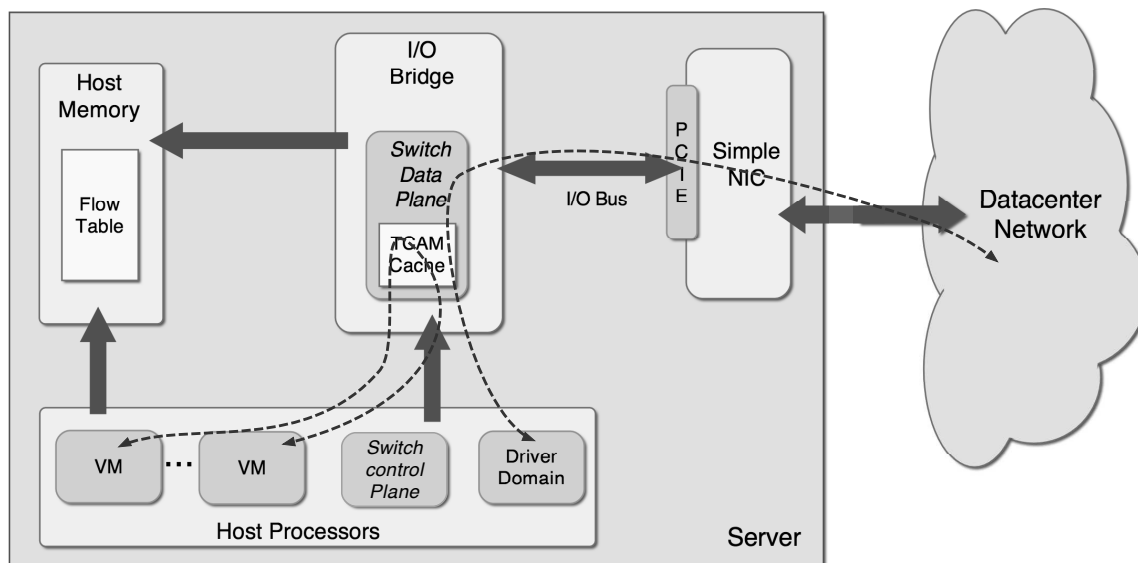 Host
Memory
Flow
Table
I/O
Bridge
Switch
Data
Plane
TCAM
Cache
I/O Bus
PCIE
Simple
NIC
Datacenter
Network
VM
...
VM
Switch
control
Plane
Driver
Domain
Host Processors
Server